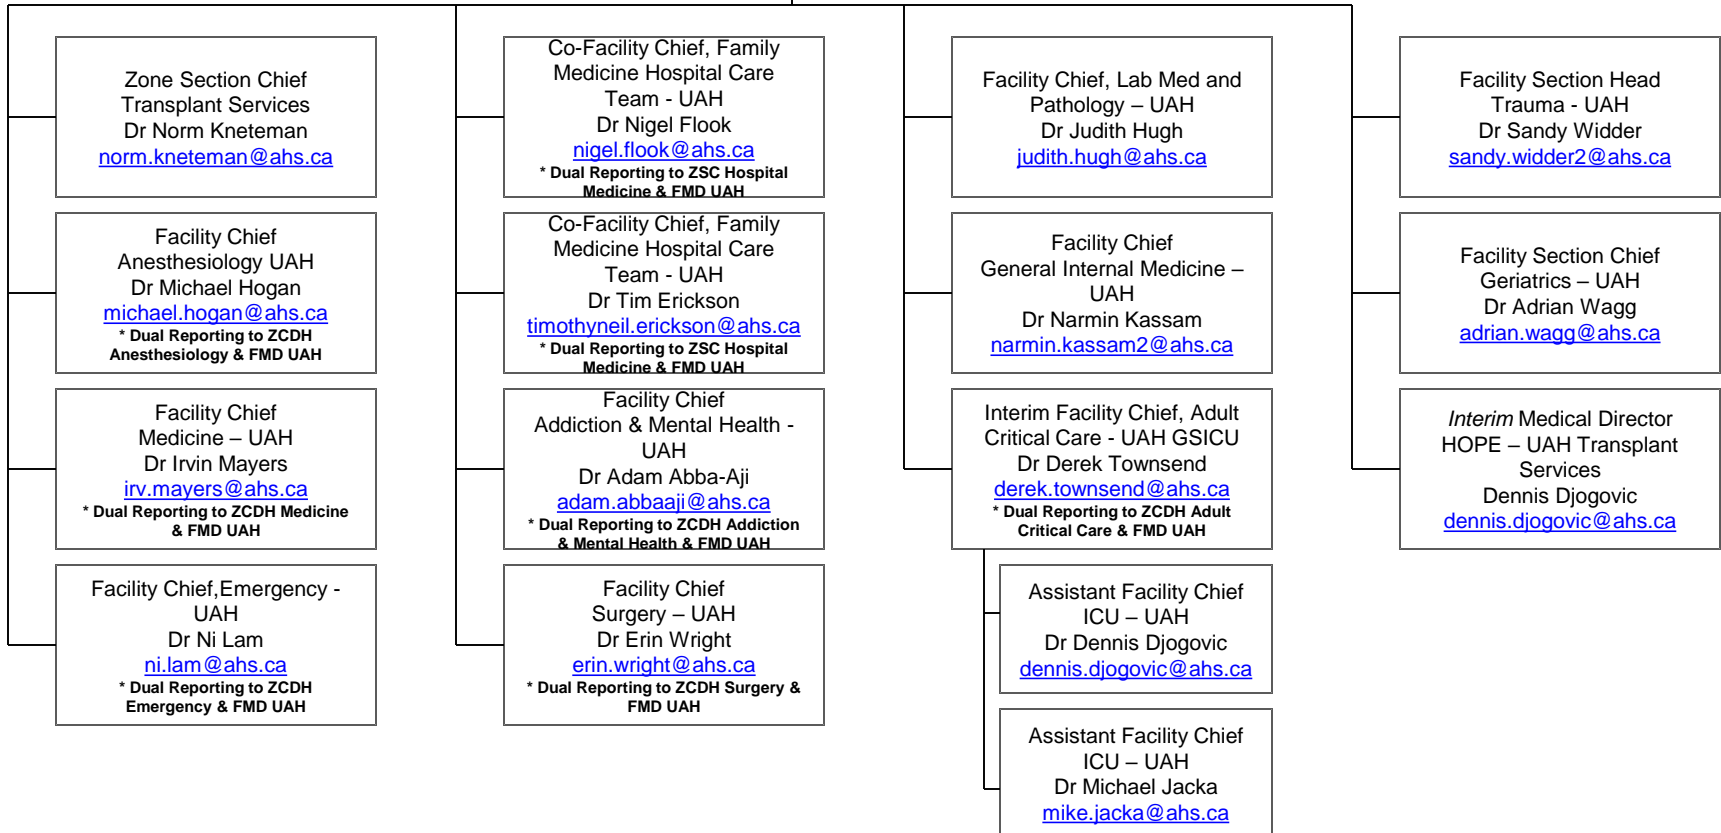 Zone Section Chief
Transplant Services
Dr Norm Kneteman
norm.kneteman@ahs.ca
Facility Chief
Anesthesiology UAH
Dr Michael Hogan
michael.hogan@ahs.ca
* Dual Reporting to ZCDH
Anesthesiology & FMD UAH
Facility Chief
Medicine – UAH
Dr Irvin Mayers
irv.mayers@ahs.ca
* Dual Reporting to ZCDH Medicine
& FMD UAH
Facility Chief,Emergency -
UAH
Dr Ni Lam
ni.lam@ahs.ca
* Dual Reporting to ZCDH
Emergency & FMD UAH
Co-Facility Chief, Family
Medicine Hospital Care
Team - UAH
Dr Nigel Flook
nigel.flook@ahs.ca
* Dual Reporting to ZSC Hospital
Medicine & FMD UAH
Co-Facility Chief, Family
Medicine Hospital Care
Team - UAH
Dr Tim Erickson
timothyneil.erickson@ahs.ca
* Dual Reporting to ZSC Hospital
Medicine & FMD UAH
Facility Chief
Addiction & Mental Health -
UAH
Dr Adam Abba-Aji
adam.abbaaji@ahs.ca
* Dual Reporting to ZCDH Addiction
& Mental Health & FMD UAH
Facility Chief
Surgery – UAH
Dr Erin Wright
erin.wright@ahs.ca
* Dual Reporting to ZCDH Surgery &
FMD UAH
Facility Chief, Lab Med and
Pathology – UAH
Dr Judith Hugh
judith.hugh@ahs.ca
Facility Chief
General Internal Medicine –
UAH
Dr Narmin Kassam
narmin.kassam2@ahs.ca
Interim Facility Chief, Adult
Critical Care - UAH GSICU
Dr Derek Townsend
derek.townsend@ahs.ca
* Dual Reporting to ZCDH Adult
Critical Care & FMD UAH
Assistant Facility Chief
ICU – UAH
Dr Dennis Djogovic
dennis.djogovic@ahs.ca
Assistant Facility Chief
ICU – UAH
Dr Michael Jacka
mike.jacka@ahs.ca
Facility Section Head
Trauma - UAH
Dr Sandy Widder
sandy.widder2@ahs.ca
Facility Section Chief
Geriatrics – UAH
Dr Adrian Wagg
adrian.wagg@ahs.ca
Interim Medical Director
HOPE – UAH Transplant
Services
Dennis Djogovic
dennis.djogovic@ahs.ca